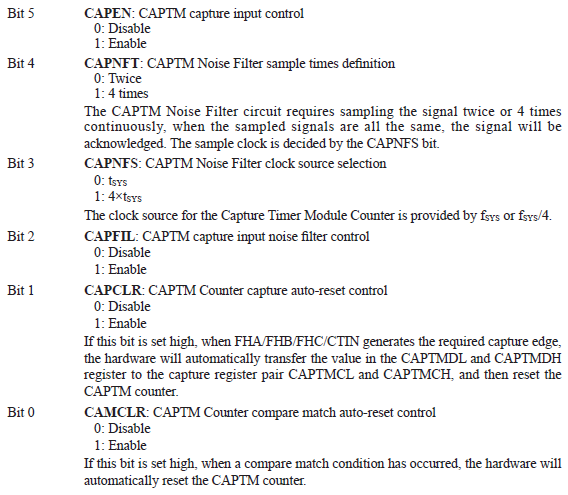 Bit 5 CAPEN: CAPTM capture input control
0: Disable
1: Enable
Bit 4 CAPNFT: CAPTM Noise Filter sample times definition
0: Twice
1: 4 times
The CAPTM Noise Filter circuit requires sampling the signal twice or 4 times
continuously, when the sampled signals are all the same, the signal will be
acknowledged. The sample clock is decided by the CAPNFS bit.
Bit 3 CAPNFS: CAPTM Noise Filter clock source selection
0: tSYS
1: 4×tSYS
The clock source for the Capture Timer Module Counter is provided by fSYS or fSYS/4.
Bit 2 CAPFIL: CAPTM capture input noise filter control
0: Disable
1: Enable
Bit 1 CAPCLR: CAPTM Counter capture auto-reset control
0: Disable
1: Enable
If this bit is set high, when FHA/FHB/FHC/CTIN generates the required capture edge,
the hardware will automatically transfer the value in the CAPTMDL and CAPTMDH
register to the capture register pair CAPTMCL and CAPTMCH, and then reset the
CAPTM counter.
Bit 0 CAMCLR: CAPTM Counter compare match auto-reset control
0: Disable
1: Enable
If this bit is set high, when a compare match condition has occurred, the hardware will
automatically reset the CAPTM counter.